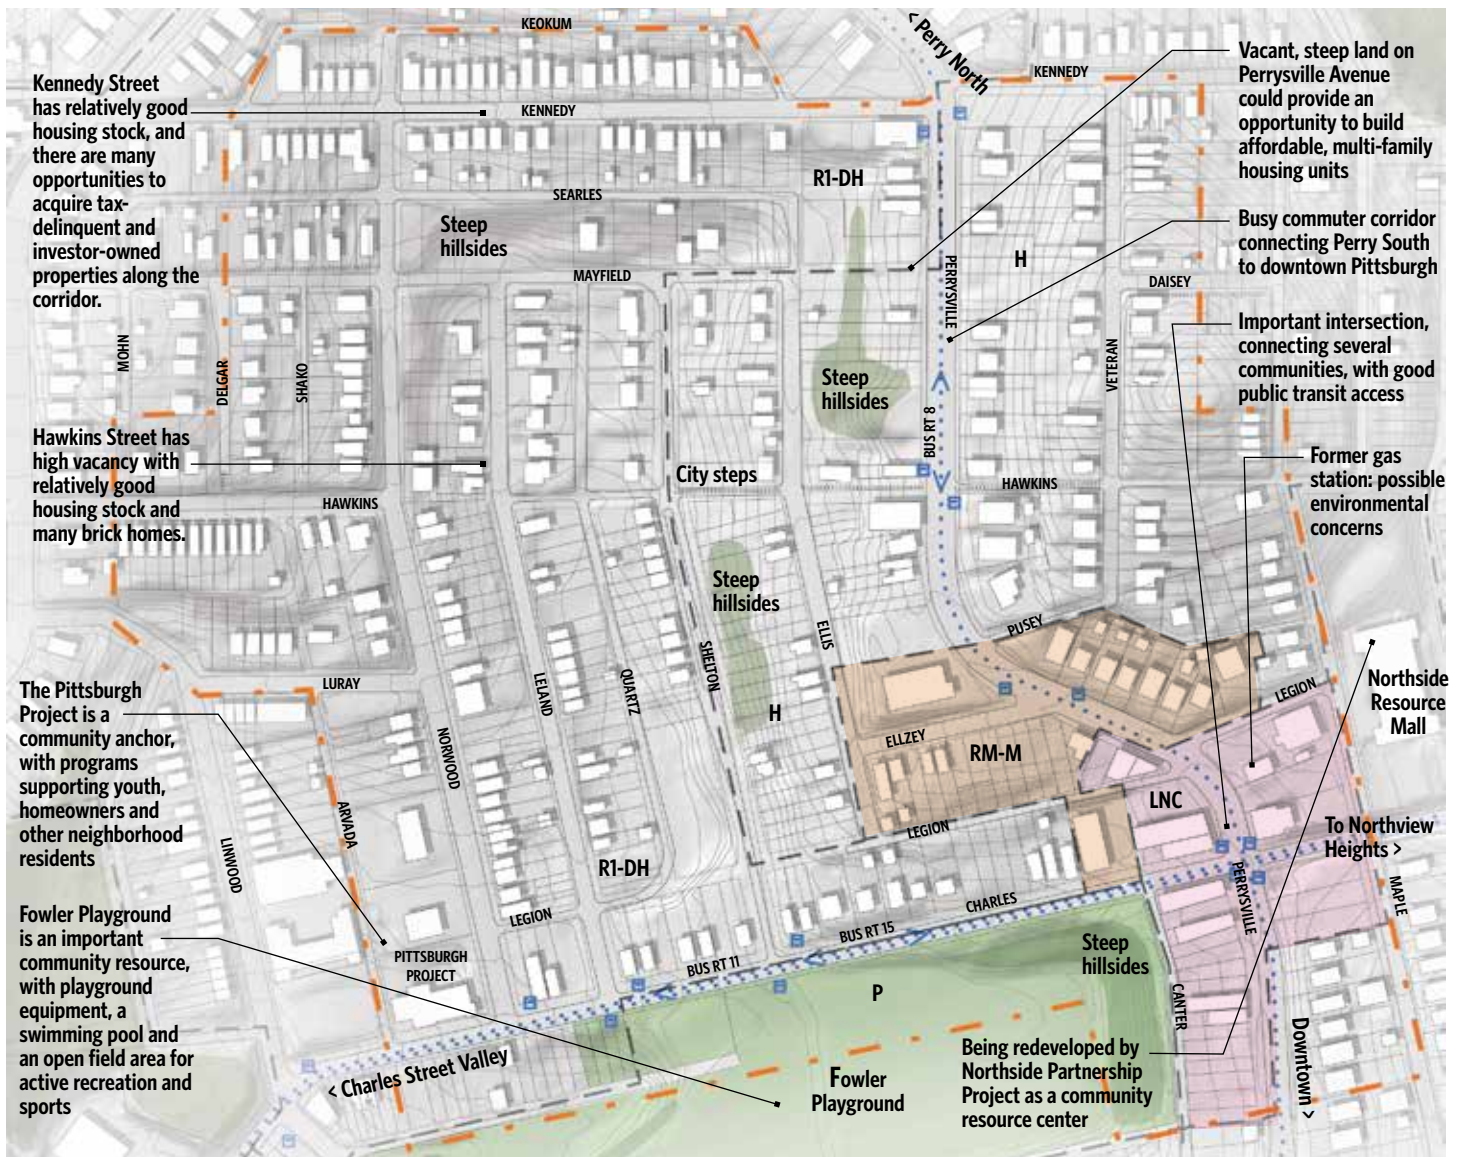 KEOKUM
< Perry North
KENNEDY
Vacant, steep land on
Perrysville Avenue
could provide an
opportunity to build
affordable, multi-family
housing units
Kennedy Street
has relatively good
housing stock, and
there are many
opportunities to
acquire tax-
delinquent and
investor-owned
properties along the
corridor.
KENNEDY
R1-DH
SEARLES
Steep
hillsides
Busy commuter corridor
connecting Perry South
to downtown Pittsburgh
H
PERRYSVILLE
MAYFIELD
DAISEY
Important intersection,
connecting several
communities, with good
public transit access
MOHN
DELGAR
SHAKO
VETERAN
Steep
hillsides
BUS RT 8
Hawkins Street has
high vacancy with
relatively good
housing stock and
many brick homes.
City steps
HAWKINS
HAWKINS
Former gas
station: possible
environmental
concerns
Steep
hillsides
ELLIS
PUSEY
SHELTON
LURAY
LELAND
QUARTZ
H
LEGION
Northside
Resource
Mall
The Pittsburgh
Project is a
community anchor,
with programs
supporting youth,
homeowners and
other neighborhood
residents
NORWOOD
ELLZEY
RM-M
LNC
ARVADA
LINWOOD
LEGION
To Northview
Heights >
R1-DH
PERRYSVILLE
MAPLE
Fowler Playground
is an important
community resource,
with playground
equipment, a
swimming pool and
an open field area for
active recreation and
sports
LEGION
CHARLES
BUS RT 15
BUS RT 11
PITTSBURGH
PROJECT
Steep
hillsides
P
CANTER
Downtown >
< Charles Street Valley
Fowler
Playground
Being redeveloped by
Northside Partnership
Project as a community
resource center